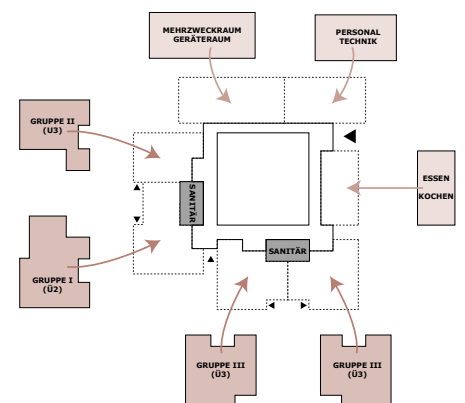 MEHRZWECKRAUM
GERÄTERAUM
PERSONAL
TECHNIK
GRUPPE II
(U3)
ESSEN
KOCHEN
SANITÄR
SANITÄR
GRUPPE I
(Ü2)
GRUPPE III
(Ü3)
GRUPPE III
(Ü3)